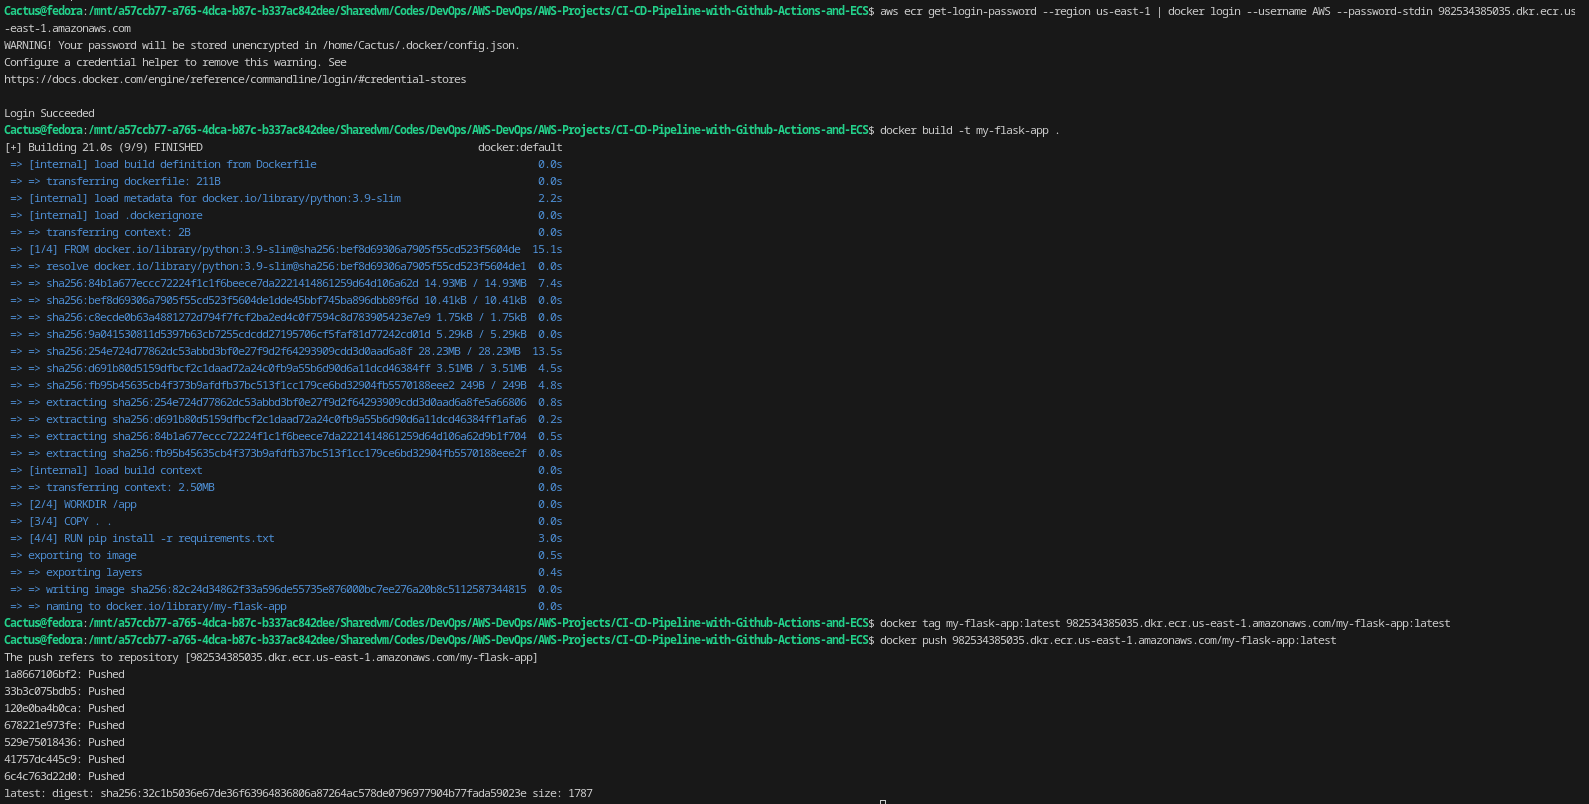 Cactus@fedora:/mnt/a57ccb77-a765-4dca-b87c-b337ac842dee/Sharedvm/Codes/DevOps/AWS-DevOps/AWS-Projects/CI-CD-Pipeline-with-Github-Actions-and-ECS$ aws ecr get-login-password --region us-east-1 | docker login --username AWS --password-stdin 982534385035.dkr.ecr.us
-east-1.amazonaws.com
WARNING! Your password will be stored unencrypted in /home/Cactus/.docker/config.json.
Configure a credential helper to remove this warning. See
https://docs.docker.com/engine/reference/commandline/login/#credential-stores
Login Succeeded
Cactus@fedora:/mnt/a57ccb77-a765-4dca-b87c-b337ac842dee/Sharedvm/Codes/DevOps/AWS-DevOps/AWS-Projects/CI-CD-Pipeline-with-Github-Actions-and-ECS$ docker build -t my-flask-app .
[+] Building 21.0s (9/9) FINISHED docker:default
=> [internal] load build definition from Dockerfile 0.0s
=> => transferring dockerfile: 211B 0.0s
=> [internal] load metadata for docker.io/library/python:3.9-slim 2.2s
=> [internal] load .dockerignore 0.0s
=> => transferring context: 2B 0.0s
=> [1/4] FROM docker.io/library/python:3.9-slim@sha256:bef8d69306a7905f55cd523f5604de 15.1s
=> => resolve docker.io/library/python:3.9-slim@sha256:bef8d69306a7905f55cd523f5604de1 0.0s
=> => sha256:84b1a677eccc72224f1c1f6beece7da2221414861259d64d106a62d 14.93MB / 14.93MB 7.4s
=> => sha256:bef8d69306a7905f55cd523f5604de1dde45bbf745ba896dbb89f6d 10.41kB / 10.41kB 0.0s
=> => sha256:c8ecde0b63a4881272d794f7fcf2ba2ed4c0f7594c8d783905423e7e9 1.75kB / 1.75kB 0.0s
=> => sha256:9a041530811d5397b63cb7255cdcdd27195706cf5faf81d77242cd01d 5.29kB / 5.29kB 0.0s
=> => sha256:254e724d77862dc53abbd3bf0e27f9d2f64293909cdd3d0aad6a8f 28.23MB / 28.23MB 13.5s
=> => sha256:d691b80d5159dfbcf2c1daad72a24c0fb9a55b6d90d6a11dcd46384ff 3.51MB / 3.51MB 4.5s
=> => sha256:fb95b45635cb4f373b9afdfb37bc513f1cc179ce6bd32904fb5570188eee2 249B / 249B 4.8s
=> => extracting sha256:254e724d77862dc53abbd3bf0e27f9d2f64293909cdd3d0aad6a8fe5a66806 0.8s
=> => extracting sha256:d691b80d5159dfbcf2c1daad72a24c0fb9a55b6d90d6a11dcd46384ff1afa6 0.2s
=> => extracting sha256:84b1a677eccc72224f1c1f6beece7da2221414861259d64d106a62d9b1f704 0.5s
=> => extracting sha256:fb95b45635cb4f373b9afdfb37bc513f1cc179ce6bd32904fb5570188eee2f 0.0s
=> [internal] load build context 0.0s
=> => transferring context: 2.50MB 0.0s
=> [2/4] WORKDIR /app 0.0s
=> [3/4] COPY . . 0.0s
=> [4/4] RUN pip install -r requirements.txt 3.0s
=> exporting to image 0.5s
=> => exporting layers 0.4s
=> => writing image sha256:82c24d34862f33a596de55735e876000bc7ee276a20b8c5112587344815 0.0s
=> => naming to docker.io/library/my-flask-app 0.0s
Cactus@fedora:/mnt/a57ccb77-a765-4dca-b87c-b337ac842dee/Sharedvm/Codes/DevOps/AWS-DevOps/AWS-Projects/CI-CD-Pipeline-with-Github-Actions-and-ECS$ docker tag my-flask-app:latest 982534385035.dkr.ecr.us-east-1.amazonaws.com/my-flask-app:latest
Cactus@fedora:/mnt/a57ccb77-a765-4dca-b87c-b337ac842dee/Sharedvm/Codes/DevOps/AWS-DevOps/AWS-Projects/CI-CD-Pipeline-with-Github-Actions-and-ECS$ docker push 982534385035.dkr.ecr.us-east-1.amazonaws.com/my-flask-app:latest
The push refers to repository [982534385035.dkr.ecr.us-east-1.amazonaws.com/my-flask-app]
1a8667106bf2: Pushed
33b3c075bdb5: Pushed
120e0ba4b0ca: Pushed
678221e973fe: Pushed
529e75018436: Pushed
41757dc445c9: Pushed
6c4c763d22d0: Pushed
latest: digest: sha256:32c1b5036e67de36f63964836806a87264ac578de0796977904b77fada59023e size: 1787